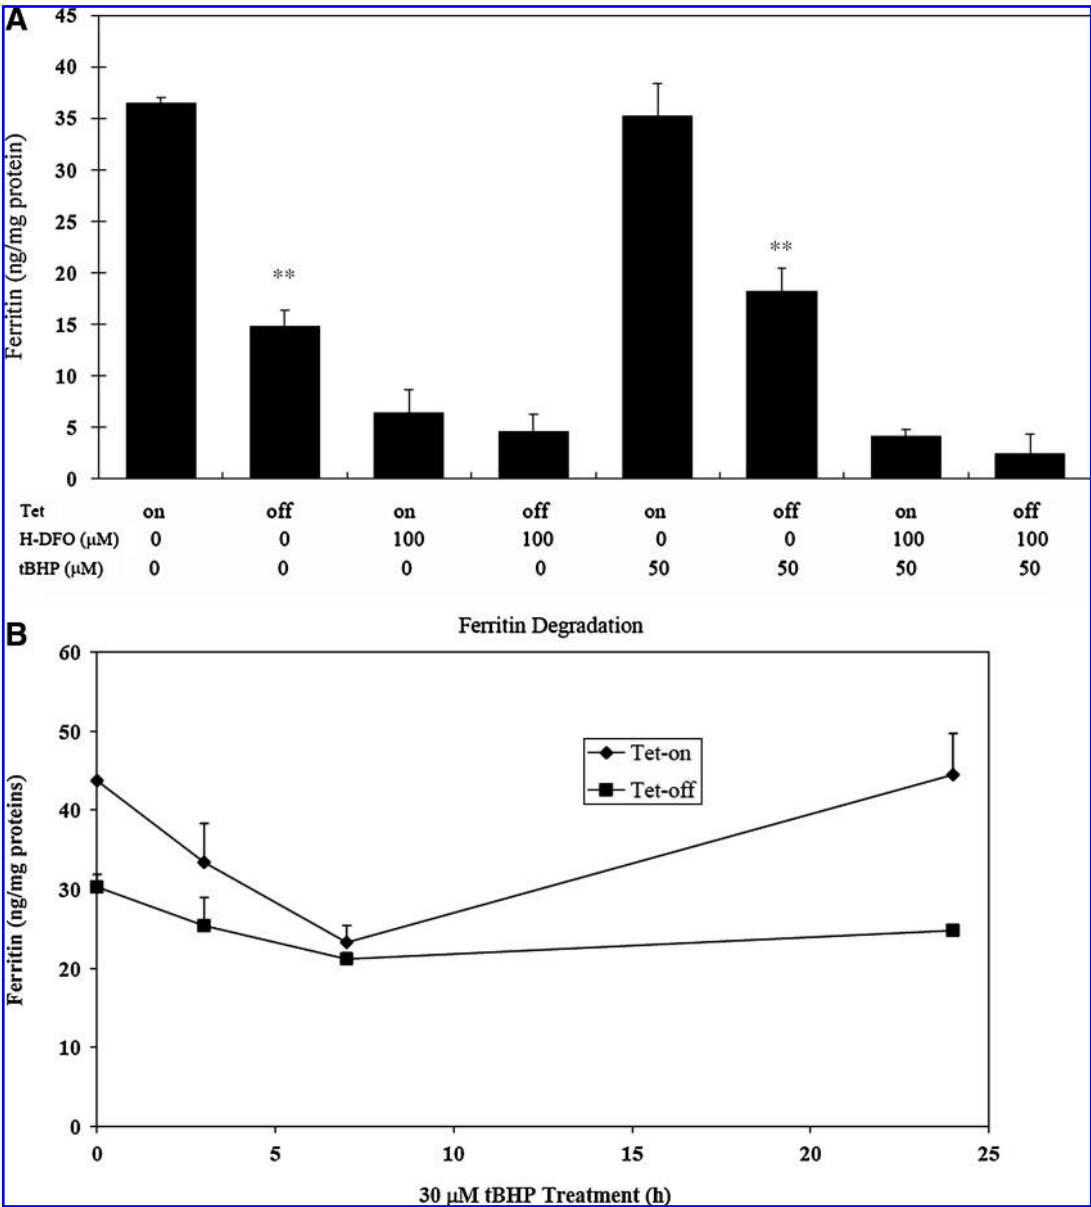 A
45
40
35
30
25
20
15
10
5
0
Ferritin (ng/mg protein)
**
**
Tet on off on off on off on off
H-DFO (μM) 0 0 100 100 0 0 100 100
tBHP (μM) 0 0 0 0 50 50 50 50
B
Ferritin Degradation
60
50
40
30
20
10
0
Ferritin (ng/mg proteins)
Tet-on
Tet-off
0 5 10 15 20 25
30 μM tBHP Treatment (h)